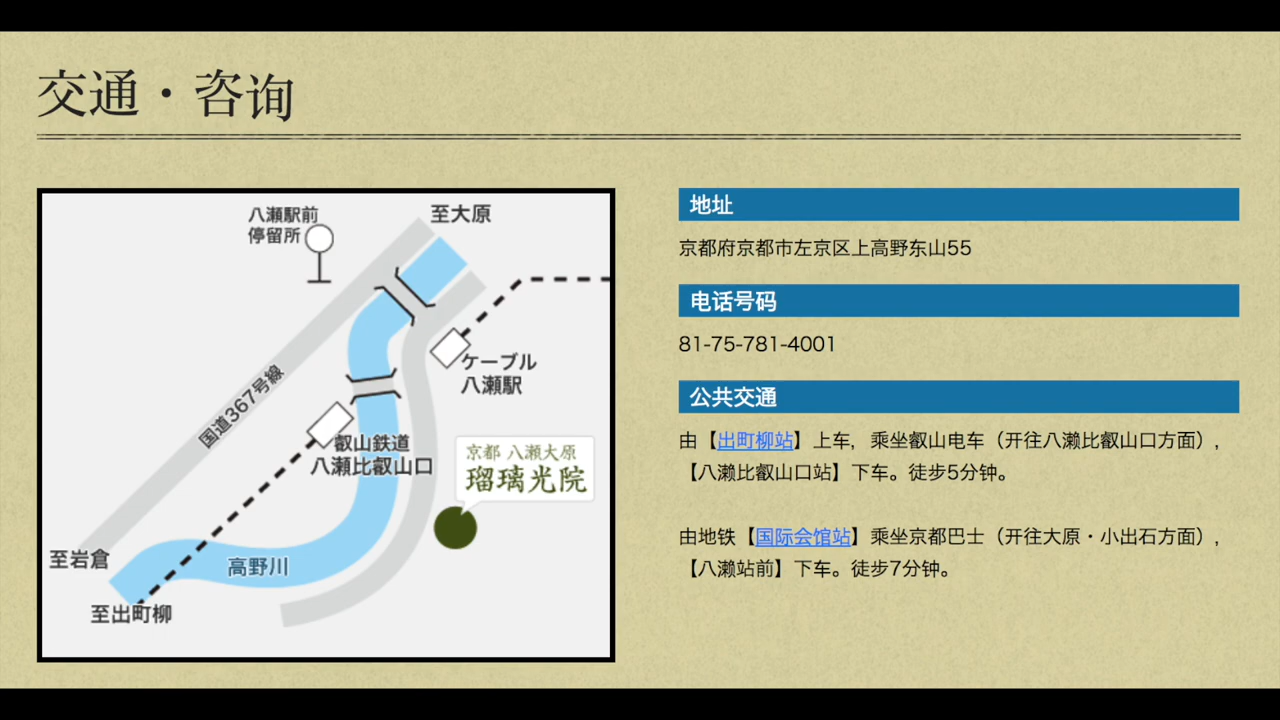 交通・咨询
八瀬駅前
停留所
至大原
国道367号線
ケーブル
八瀬駅
叡山鉄道
八瀬比叡山口
京都 八瀬大原
瑠璃光院
至岩倉
高野川
至出町柳
地址
京都府京都市左京区上高野东山55
电话号码
81-75-781-4001
公共交通
由【出町柳站】上车，乘坐叡山电车（开往八濑比叡山口方面），
【八濑比叡山口站】下车。徒步5分钟。
由地铁【国际会馆站】乘坐京都巴士（开往大原・小出石方面），
【八濑站前】下车。徒步7分钟。